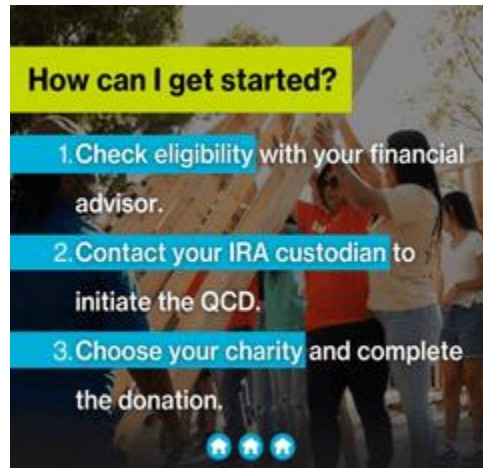 How can I get started?
1. Check eligibility with your financial
advisor.
2. Contact your IRA custodian to
initiate the QCD.
3. Choose your charity and complete
the donation.